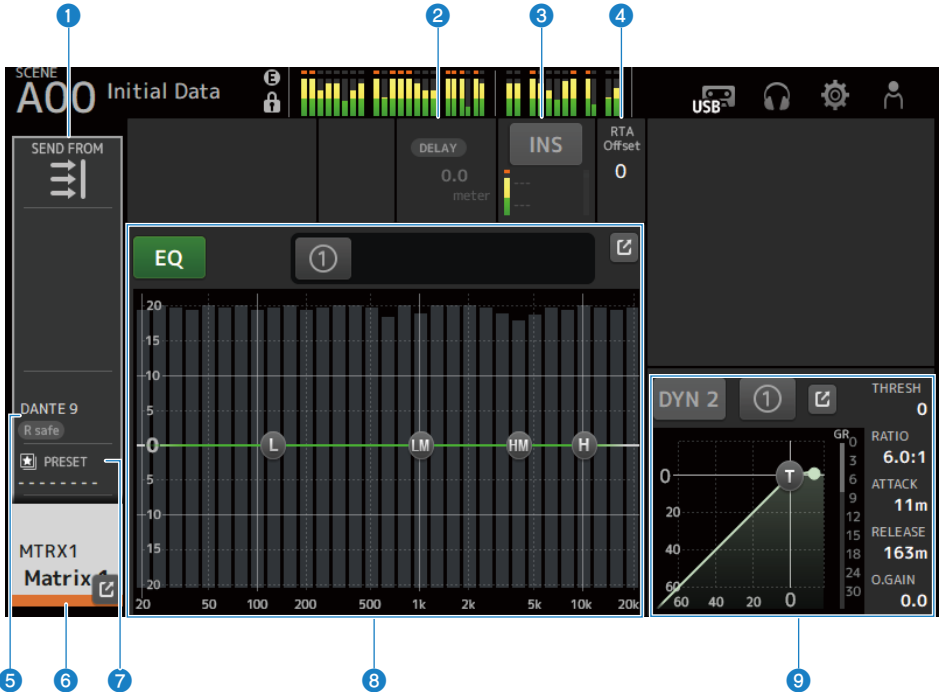 1 2 3 4
SCENE
A00 Initial Data E
USB
SEND FROM
DELAY
0.0
meter
INS
---
---
RTA
Offset
0
EQ 1
20
15
10
5
0
5
10
15
20
L LM HM H
20 50 100 200 500 1k 2k 5k 10k 20k
DANTE 9
R safe
PRESET
--------
MTRX1
Matrix
DYN 2 1
THRESH
0
RATIO
6.0:1
ATTACK
11m
RELEASE
163m
O.GAIN
0.0
GR
0
3
6
9
12
15
18
24
30
T
0
20
40
60
60 40 20 0
5 6 7 8 9